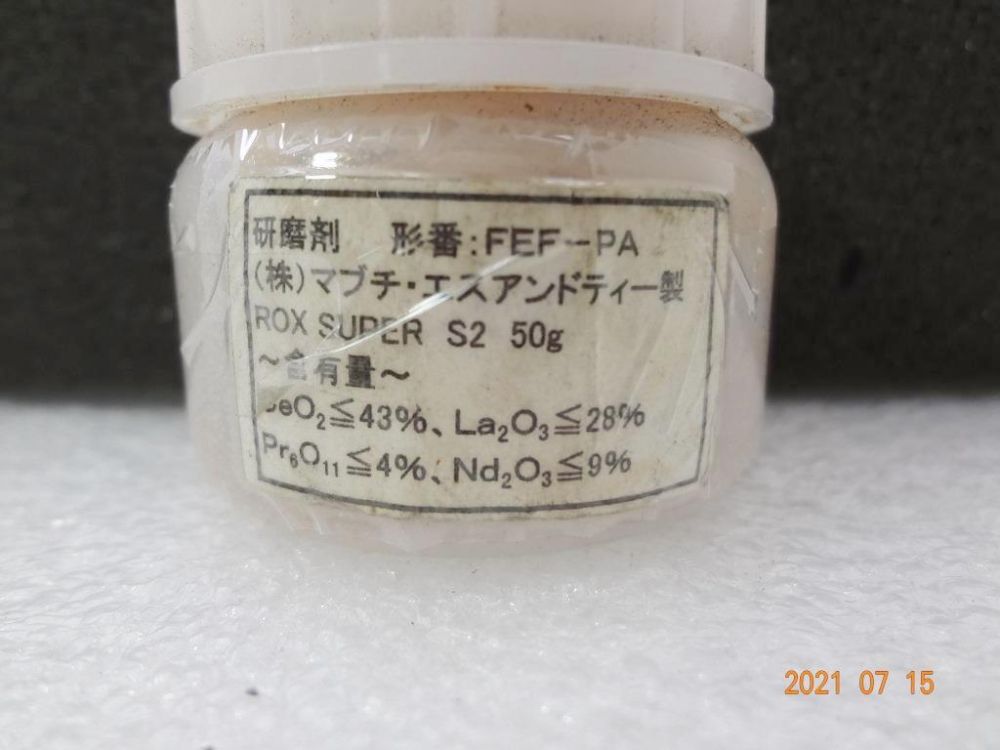 研磨剤 形番:FEF-PA
(株)マブチ・エスアンドティー製
ROX SUPER S2 50g
~含有量~
CeO₂≦43%、La₂O₃≦28%
Pr₆O₁₁≦4%、Nd₂O₃≦9%
2021 07 15